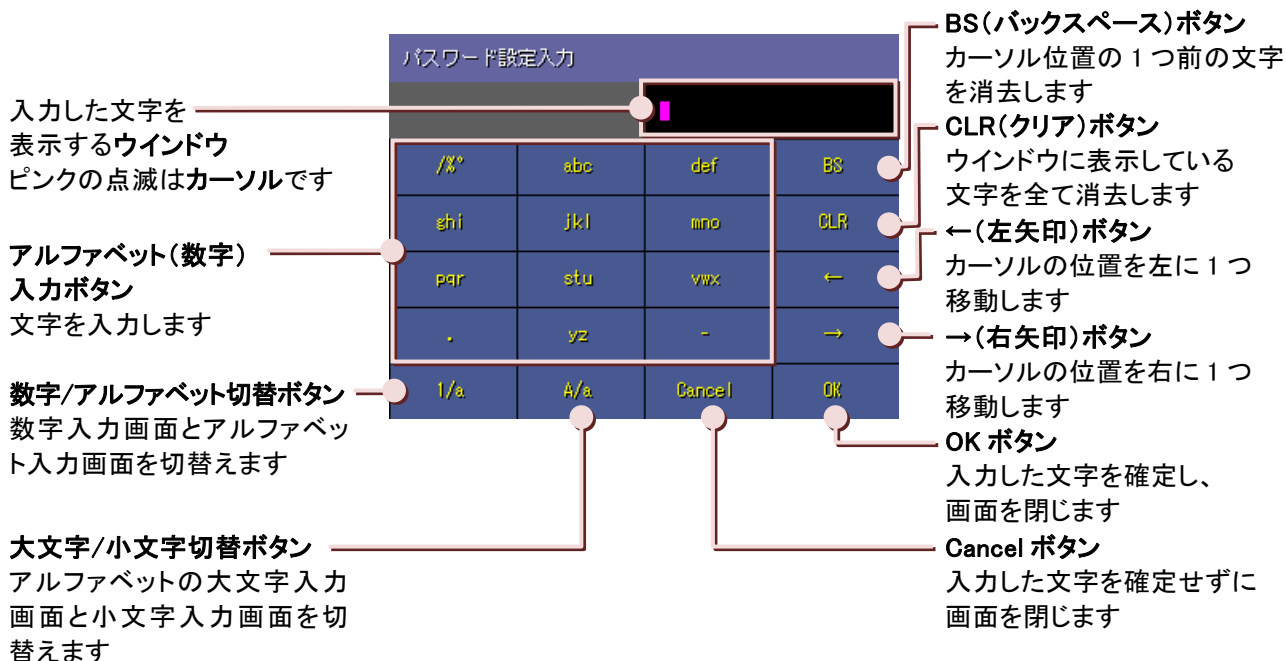 入力した文字を
表示するウインドウ
ピンクの点滅はカーソルです
アルファベット(数字)
入力ボタン
文字を入力します
数字/アルファベット切替ボタン
数字入力画面とアルファベッ
ト入力画面を切替えます
大文字/小文字切替ボタン
アルファベットの大文字入力
画面と小文字入力画面を切
替えます
パスワード設定入力
/%° abc def BS
ghi jkl mno CLR
pqr stu vwx ←
. yz - →
1/a A/a Cancel OK
BS(バックスペース)ボタン
カーソル位置の 1 つ前の文字
を消去します
CLR(クリア)ボタン
ウインドウに表示している
文字を全て消去します
←(左矢印)ボタン
カーソルの位置を左に 1 つ
移動します
→(右矢印)ボタン
カーソルの位置を右に 1 つ
移動します
OK ボタン
入力した文字を確定し、
画面を閉じます
Cancel ボタン
入力した文字を確定せずに
画面を閉じます